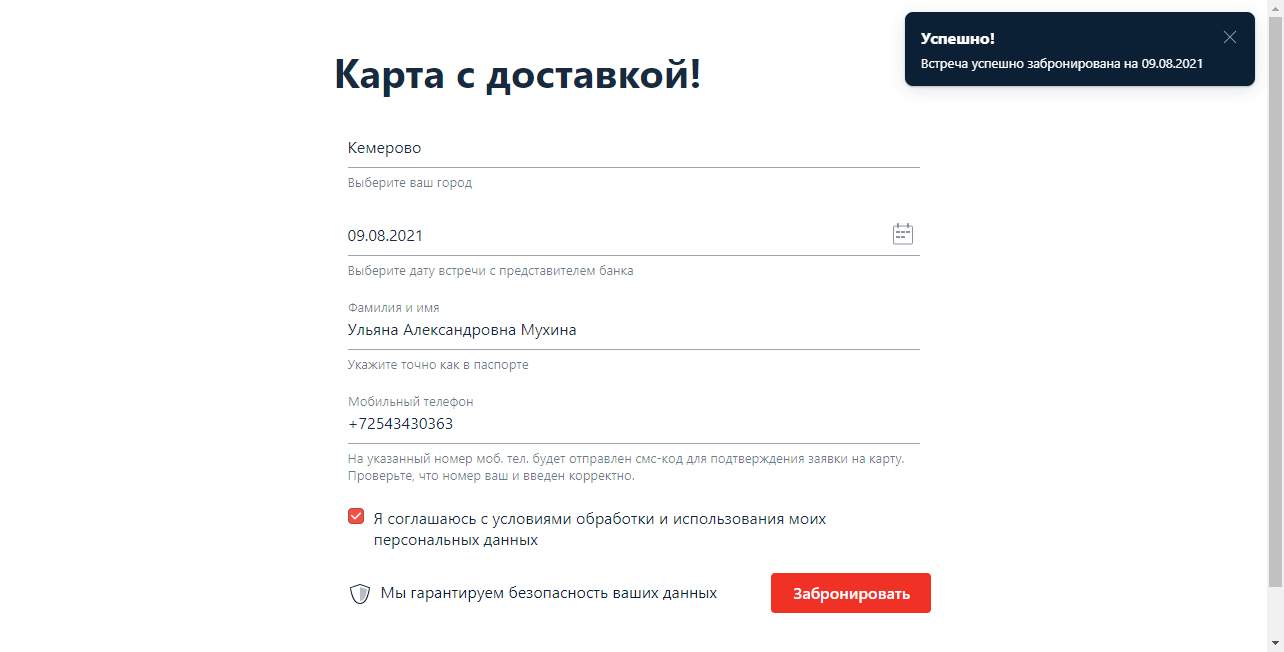 Успешно!
Встреча успешно забронирована на 09.08.2021
Карта с доставкой!
Кемерово
Выберите ваш город
09.08.2021
Выберите дату встречи с представителем банка
Фамилия и имя
Ульяна Александровна Мухина
Укажите точно как в паспорте
Мобильный телефон
+72543430363
На указанный номер моб. тел. будет отправлен смс-код для подтверждения заявки на карту.
Проверьте, что номер ваш и введен корректно.
Я соглашаюсь с условиями обработки и использования моих
персональных данных
Мы гарантируем безопасность ваших данных
Забронировать